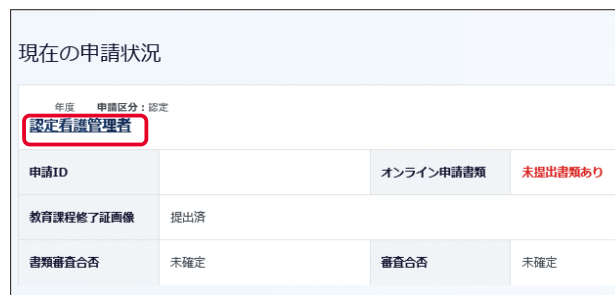 現在の申請状況
年度 申請区分：認定
認定看護管理者
申請ID オンライン申請書類 未提出書類あり
教育課程修了証画像 提出済
書類審査合否 未確定 審査合否 未確定